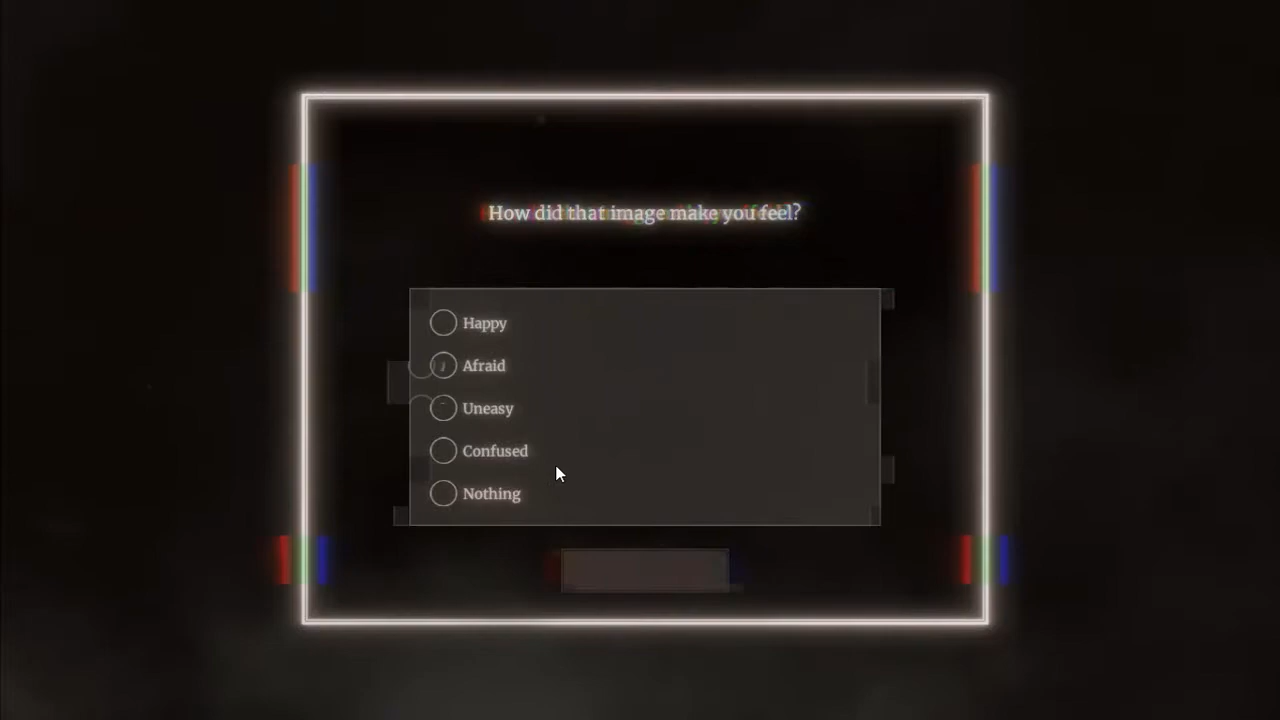 How did that image make you feel?
Happy
Afraid
Uneasy
Confused
Nothing